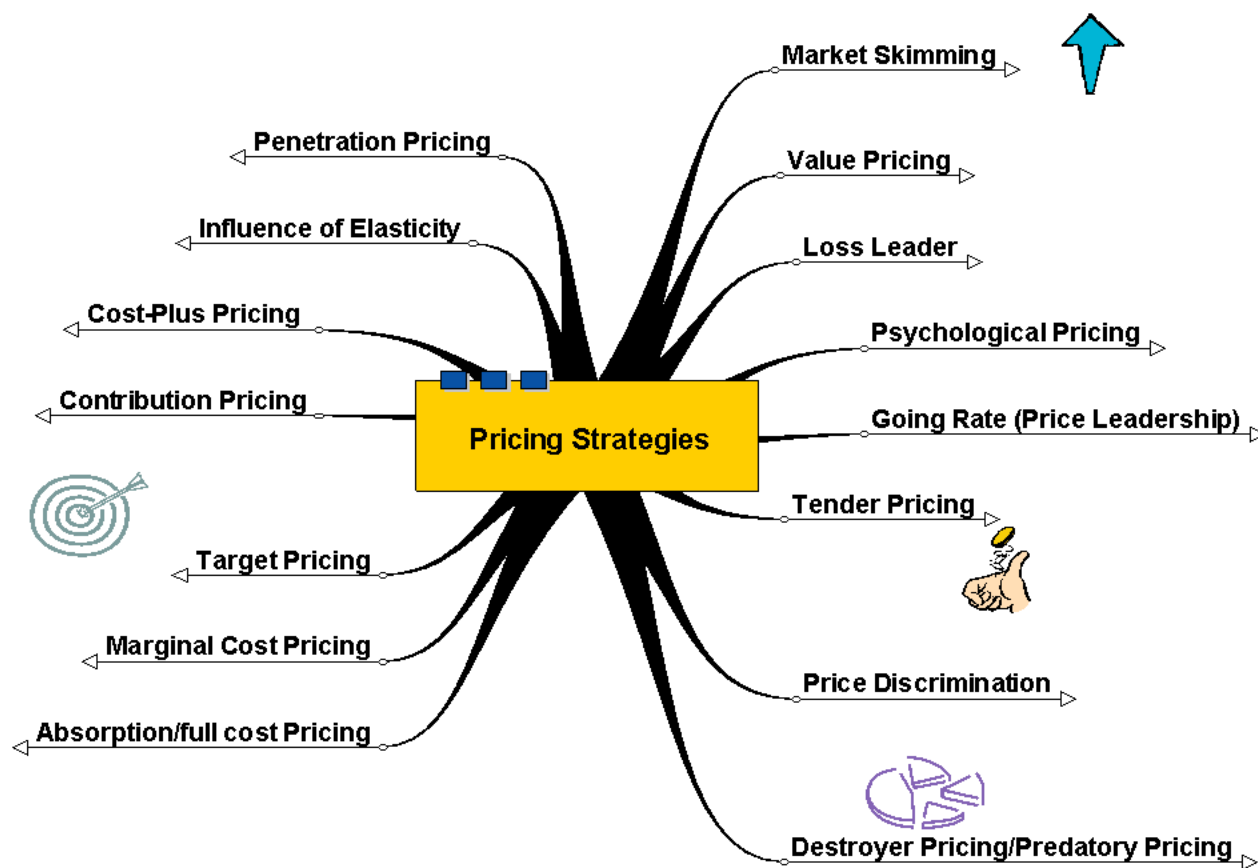 Market Skimming
Penetration Pricing
Value Pricing
Influence of Elasticity
Loss Leader
Cost-Plus Pricing
Psychological Pricing
Contribution Pricing
Going Rate (Price Leadership)
Pricing Strategies
Tender Pricing
Target Pricing
Marginal Cost Pricing
Price Discrimination
Absorption/full cost Pricing
Destroyer Pricing/Predatory Pricing